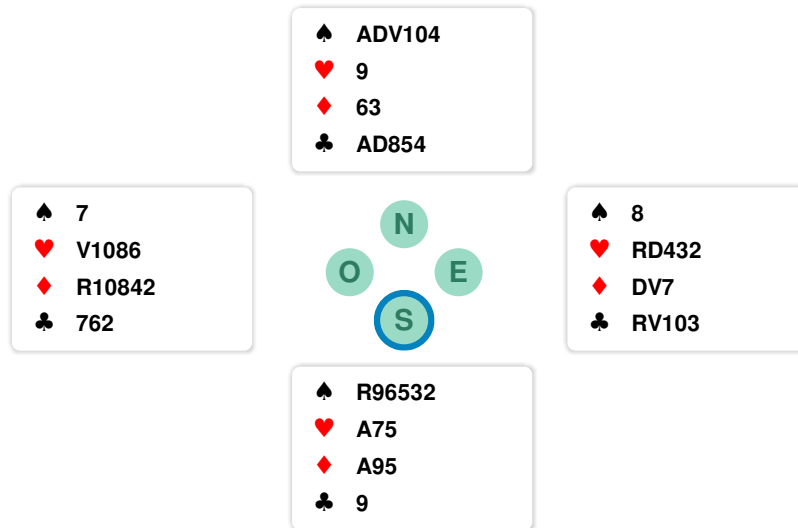 ♠ ADV104
♥ 9
♦ 63
♣ AD854
♠ 7
♥ V1086
♦ R10842
♣ 762
N
O E
S
♠ 8
♥ RD432
♦ DV7
♣ RV103
♠ R96532
♥ A75
♦ A95
♣ 9